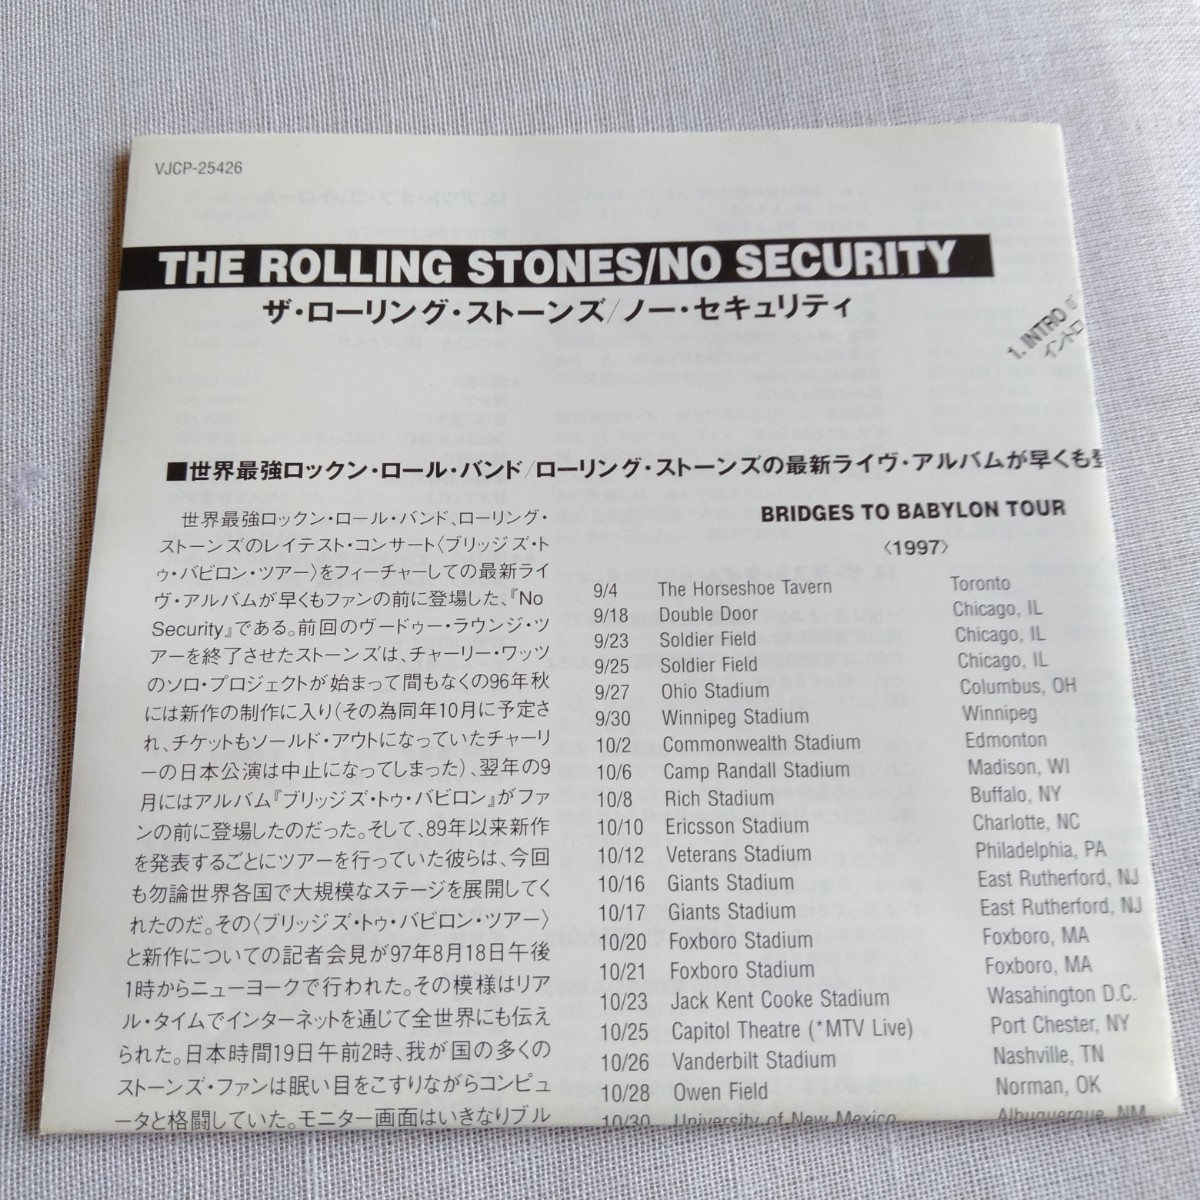 VJCP-25426
THE ROLLING STONES/NO SECURITY
ザ・ローリング・ストーンズ/ノー・セキュリティ
1. INTRO
イントロ
■世界最強ロックン・ロール・バンド/ローリング・ストーンズの最新ライヴ・アルバムが早くも
世界最強ロックン・ロール・バンド、ローリング・
ストーンズのレイテスト・コンサート〈ブリッジズ・ト
ゥ・バビロン・ツアー〉をフィーチャーしての最新ライ
ヴ・アルバムが早くもファンの前に登場した、『No
Security』である。前回のヴードゥー・ラウンジ・ツ
アーを終了させたストーンズは、チャーリー・ワッツ
のソロ・プロジェクトが始まって間もなくの96年秋
には新作の制作に入り(その為同年10月に予定さ
れ、チケットもソールド・アウトになっていたチャーリ
ーの日本公演は中止になってしまった)、翌年の9
月にはアルバム『ブリッジズ・トゥ・バビロン』がファ
ンの前に登場したのだった。そして、89年以来新作
を発表するごとにツアーを行っていた彼らは、今回
も勿論世界各国で大規模なステージを展開してく
れたのだ。その〈ブリッジズ・トゥ・バビロン・ツアー〉
と新作についての記者会見が97年8月18日午後
1時からニューヨークで行われた。その模様はリア
ル・タイムでインターネットを通じて全世界にも伝え
られた。日本時間19日午前2時、我が国の多くの
ストーンズ・ファンは眠い目をこすりながらコンピュ
ータと格闘していた。モニター画面はいきなりブル
BRIDGES TO BABYLON TOUR
〈1997〉
9/4 The Horseshoe Tavern Toronto
9/18 Double Door Chicago, IL
9/23 Soldier Field Chicago, IL
9/25 Soldier Field Chicago, IL
9/27 Ohio Stadium Columbus, OH
9/30 Winnipeg Stadium Winnipeg
10/2 Commonwealth Stadium Edmonton
10/6 Camp Randall Stadium Madison, WI
10/8 Rich Stadium Buffalo, NY
10/10 Ericsson Stadium Charlotte, NC
10/12 Veterans Stadium Philadelphia, PA
10/16 Giants Stadium East Rutherford, NJ
10/17 Giants Stadium East Rutherford, NJ
10/20 Foxboro Stadium Foxboro, MA
10/21 Foxboro Stadium Foxboro, MA
10/23 Jack Kent Cooke Stadium Wasahington D.C.
10/25 Capitol Theatre (*MTV Live) Port Chester, NY
10/26 Vanderbilt Stadium Nashville, TN
10/28 Owen Field Norman, OK
10/30 University of New Mexico Albuquerque, NM